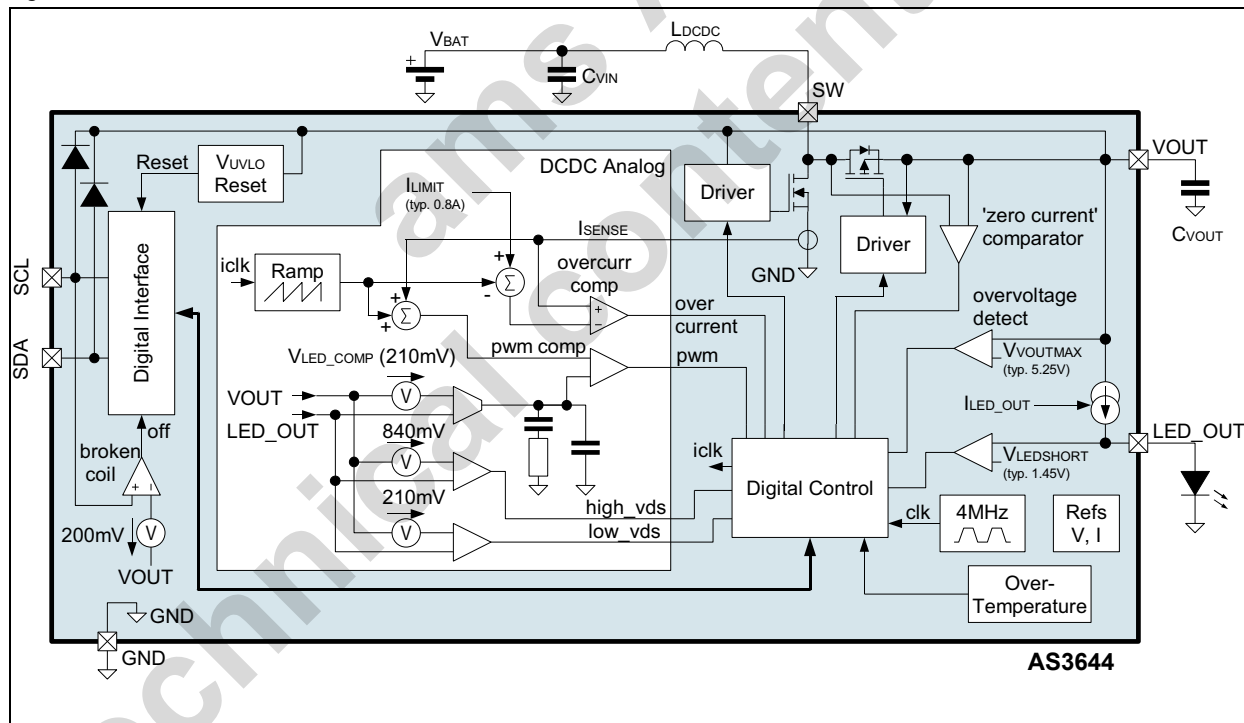 VBAT
LDCDC
CVIN
SW
VOUT
CVOUT
Reset
VUVLO
Reset
DCDC Analog
ILIMIT
(typ. 0.8A)
Driver
ISENSE
Driver
'zero current'
comparator
GND
iclk
Ramp
+
-
Σ
overcurr
comp
+
+
Σ
+
−
over
current
overvoltage
detect
SCL
SDA
Digital Interface
VLED_COMP (210mV)
pwm comp
pwm
VVOUTMAX
(typ. 5.25V)
VOUT
LED_OUT
V
ILED_OUT
LED_OUT
off
broken
coil
+ −
840mV
V
iclk
Digital Control
VLEDSHORT
(typ. 1.45V)
210mV
V
high_vds
low_vds
clk
4MHz
Refs
V, I
200mV
V
VOUT
Over-
Temperature
GND
GND
AS3644
ams A
technical content